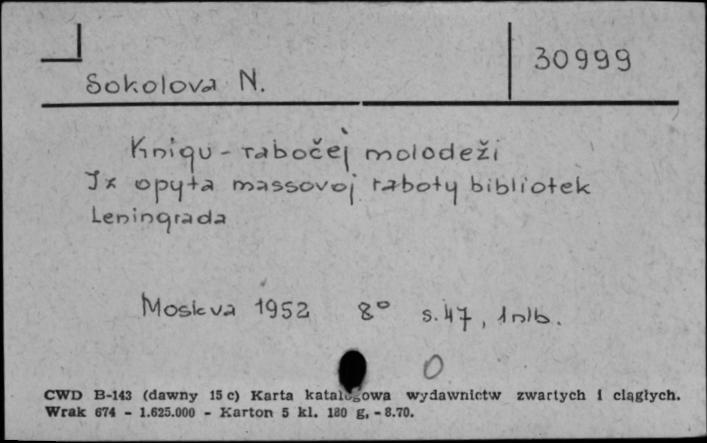 30999
Sokolova N.
Knigu - rabočej molodeži
Iz opyta massovoj raboty bibliotek
Leningrada
Moskva 1952 8° s. 47, 1 nlb.
0
CWD B-143 (dawny 15 c) Karta katalogowa wydawnictw zwartych i ciągłych.
Wrak 674 - 1.625.000 - Karton 5 kl. 180 g, - 8.70.